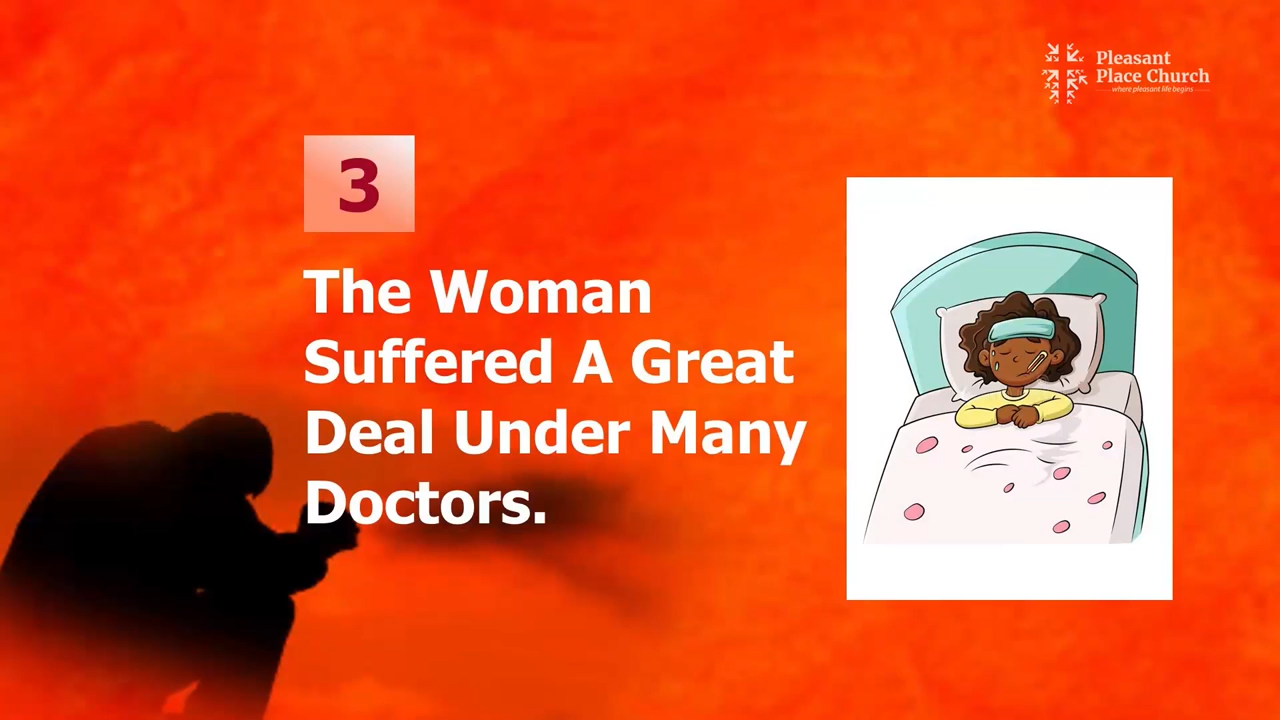 Pleasant
Place Church
where pleasant life begins
3
The Woman
Suffered A Great
Deal Under Many
Doctors.